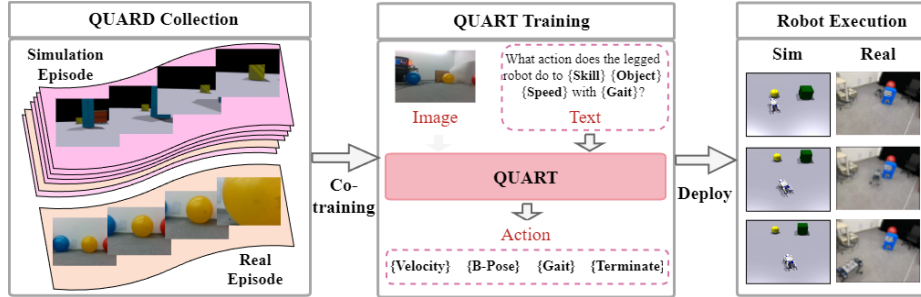 QUARD Collection
Simulation
Episode
Real
Episode
Co-
training
QUART Training
What action does the legged
robot do to {Skill} {Object}
{Speed} with {Gait}?
Image
Text
QUART
Action
{Velocity} {B-Pose} {Gait} {Terminate}
Deploy
Robot Execution
Sim
Real